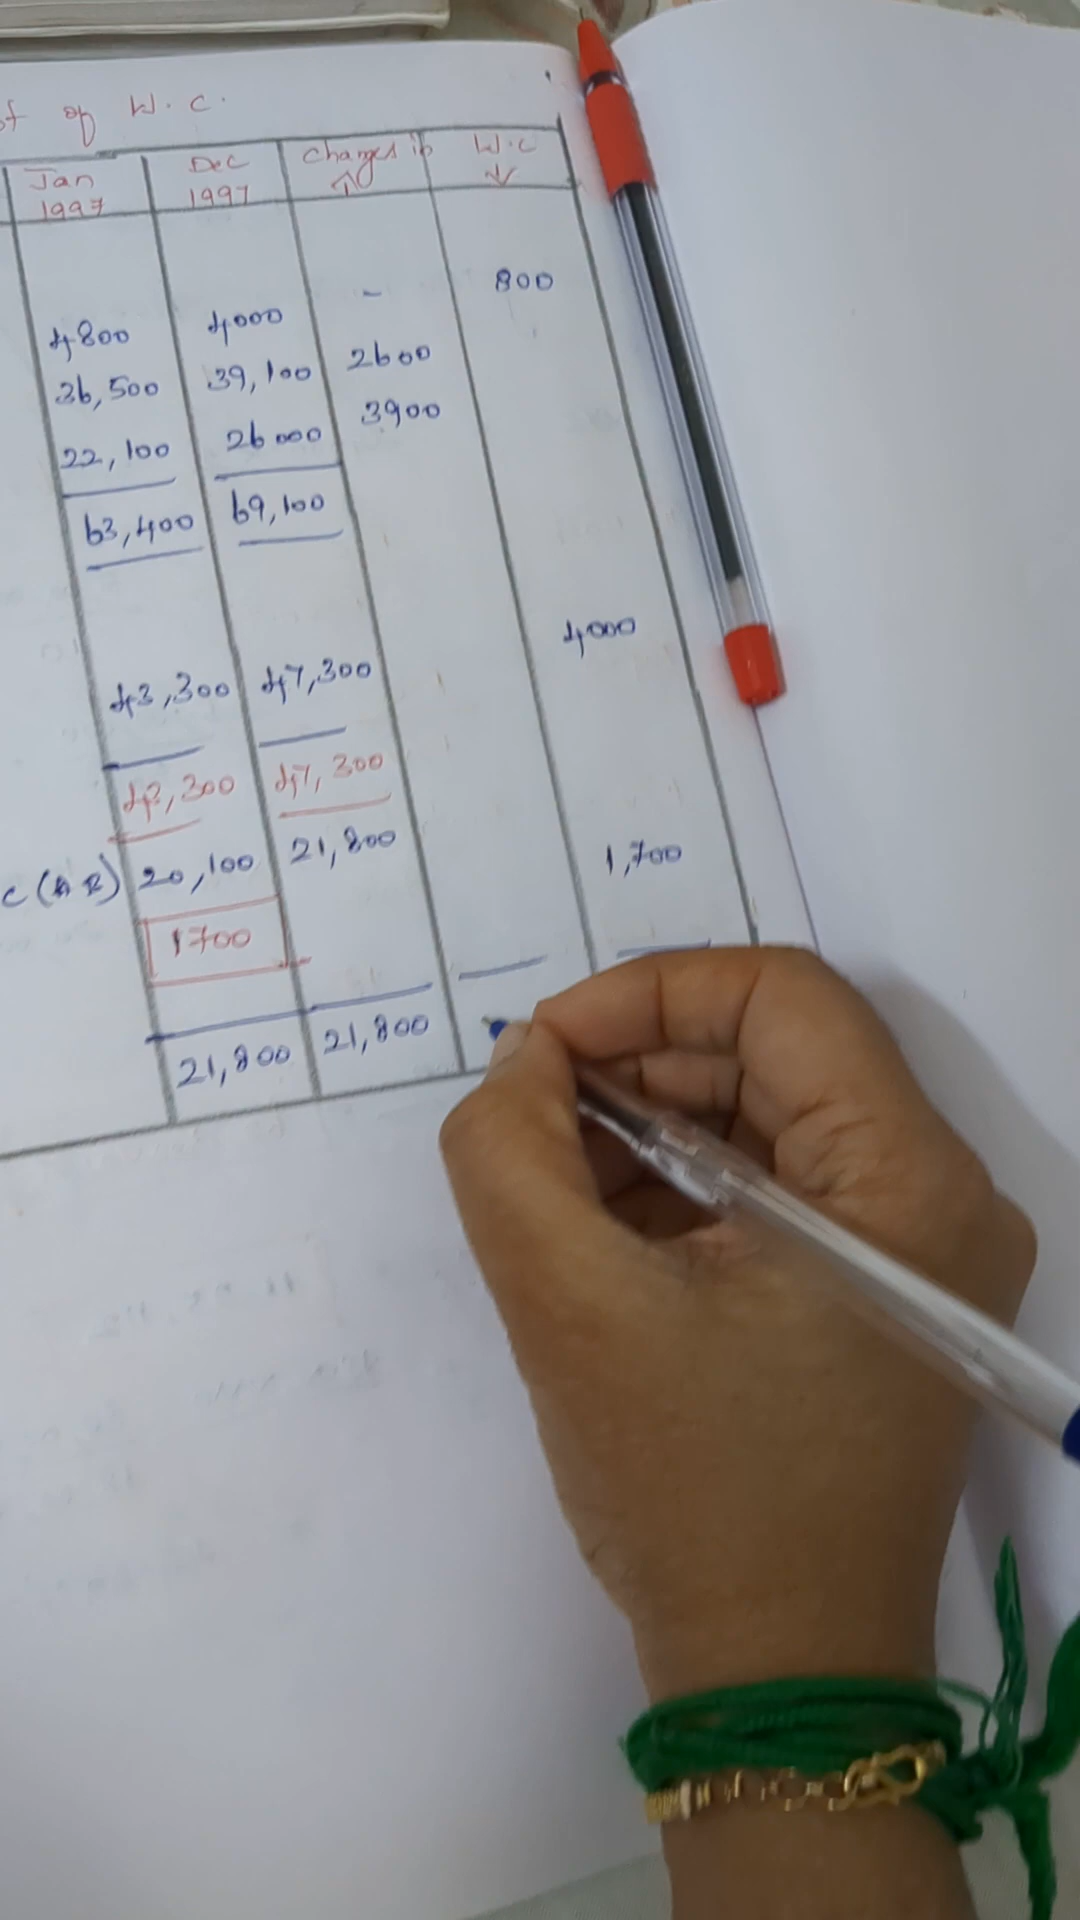 of W.C.
Jan 1997 Dec 1997 Changes in ↑ W.C ↓
4800 4000 - 800
36,500 39,100 2600
22,100 26000 3900
63,400 69,100
43,300 47,300 4000
43,300 47,300
C (A-B) 20,100 21,800 1,700
1700
21,800 21,800